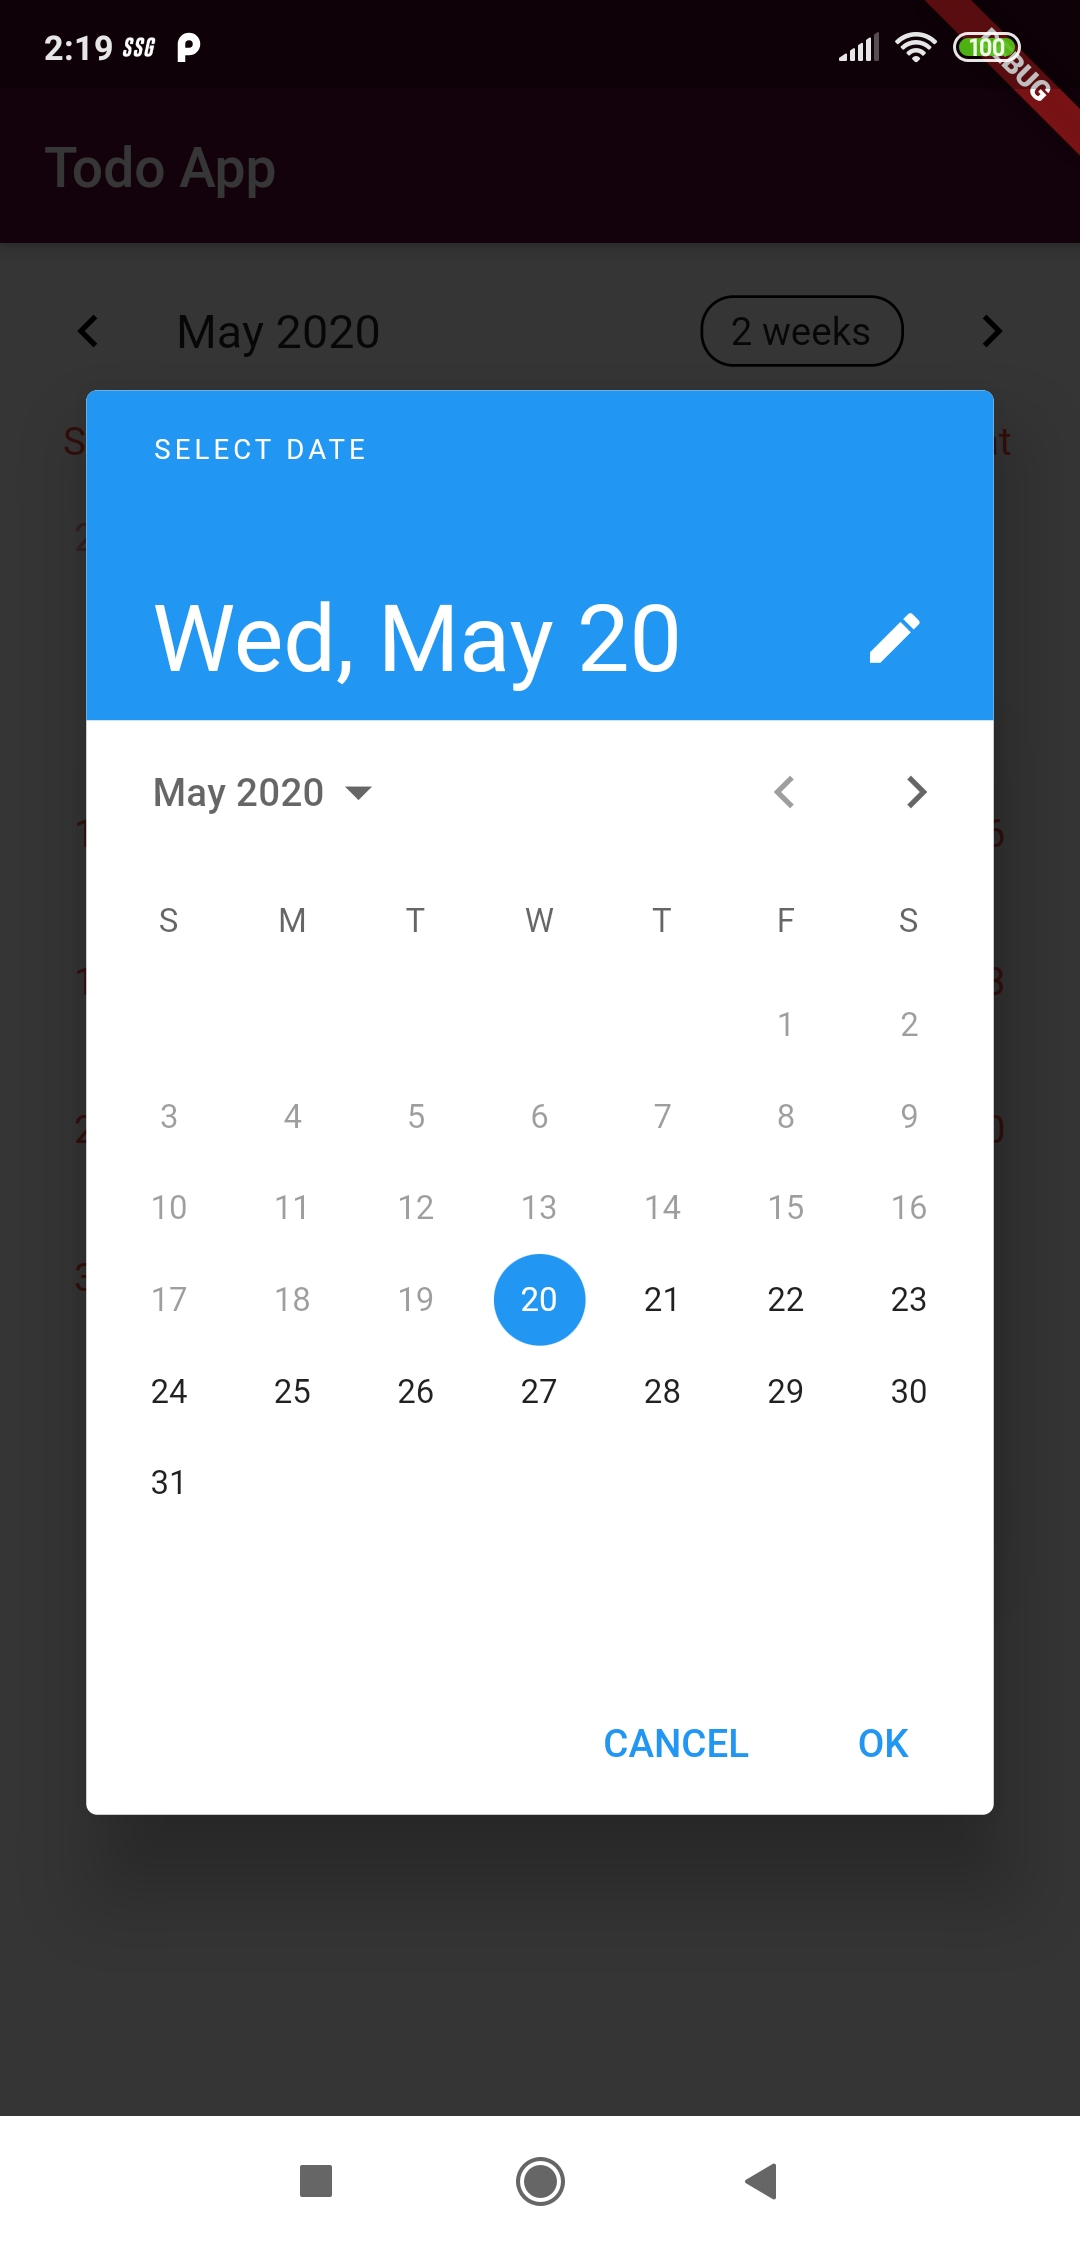 2:19 SSG P 100
DEBUG
Todo App
May 2020 2 weeks
SELECT DATE
Wed, May 20
May 2020
S M T W T F S
1 2
3 4 5 6 7 8 9
10 11 12 13 14 15 16
17 18 19 20 21 22 23
24 25 26 27 28 29 30
31
CANCEL OK